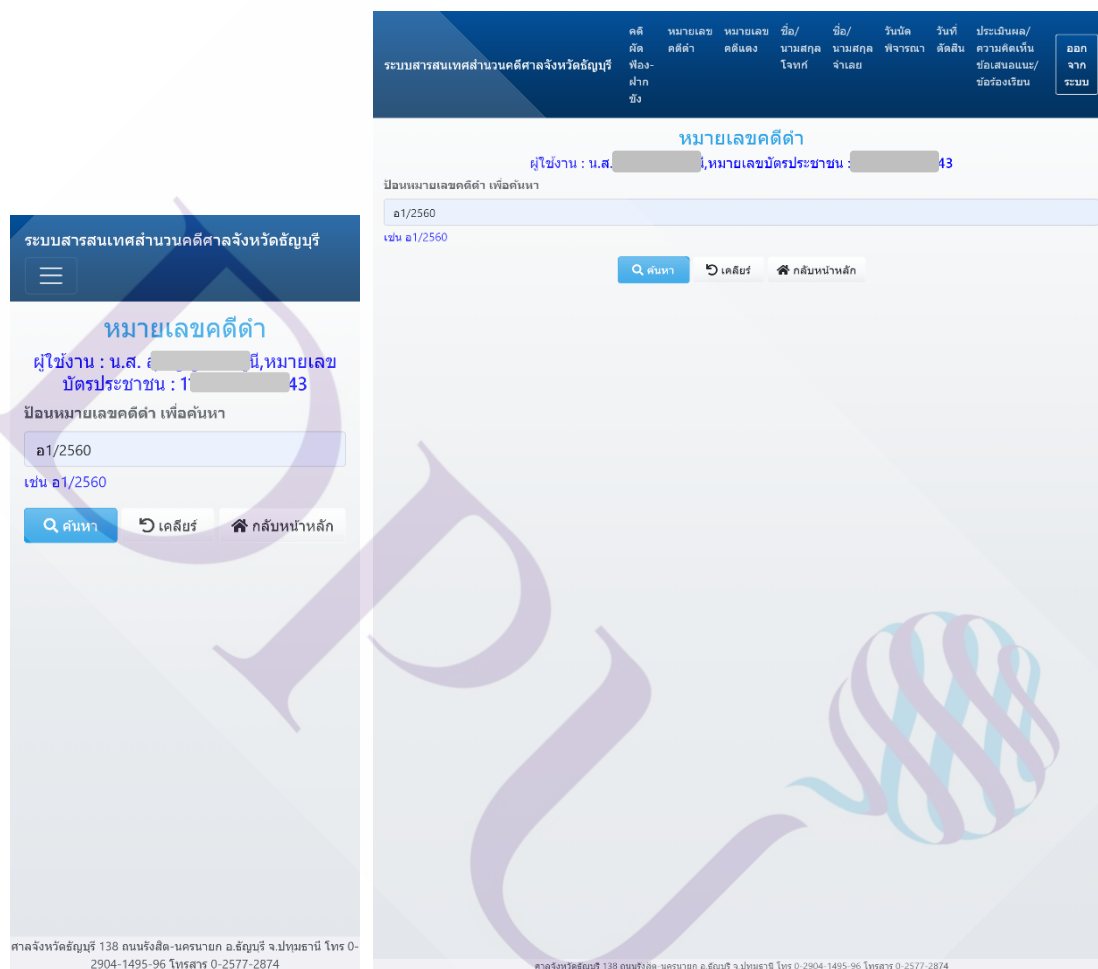 ระบบสารสนเทศสำนวนคดีศาลจังหวัดธัญบุรี
หมายเลขคดีดำ
ผู้ใช้งาน : น.ส.
นี,หมายเลข
บัตรประชาชน : 1
43
ป้อนหมายเลขคดีดำ เพื่อค้นหา
อ1/2560
เช่น อ1/2560
ค้นหา เคลียร์ กลับหน้าหลัก
ศาลจังหวัดธัญบุรี 138 ถนนรังสิต-นครนายก อ.ธัญบุรี จ.ปทุมธานี โทร 0-
2904-1495-96 โทรสาร 0-2577-2874
ระบบสารสนเทศสำนวนคดีศาลจังหวัดธัญบุรี
คดี
ผัด
ฟ้อง-
ฝาก
ขัง
หมายเลข
คดีดำ
หมายเลข
คดีแดง
ชื่อ/
นามสกุล
โจทก์
ชื่อ/
นามสกุล
จำเลย
วันนัด
พิจารณา
วันที่
ตัดสิน
ประเมินผล/
ความคิดเห็น
ข้อเสนอแนะ/
ข้อร้องเรียน
ออก
จาก
ระบบ
หมายเลขคดีดำ
ผู้ใช้งาน : น.ส.
,หมายเลขบัตรประชาชน :
43
ป้อนหมายเลขคดีดำ เพื่อค้นหา
อ1/2560
เช่น อ1/2560
ค้นหา เคลียร์ กลับหน้าหลัก
ศาลจังหวัดธัญบุรี 138 ถนนรังสิต-นครนายก อ.ธัญบุรี จ.ปทุมธานี โทร 0-2904-1495-96 โทรสาร 0-2577-2874
DPU